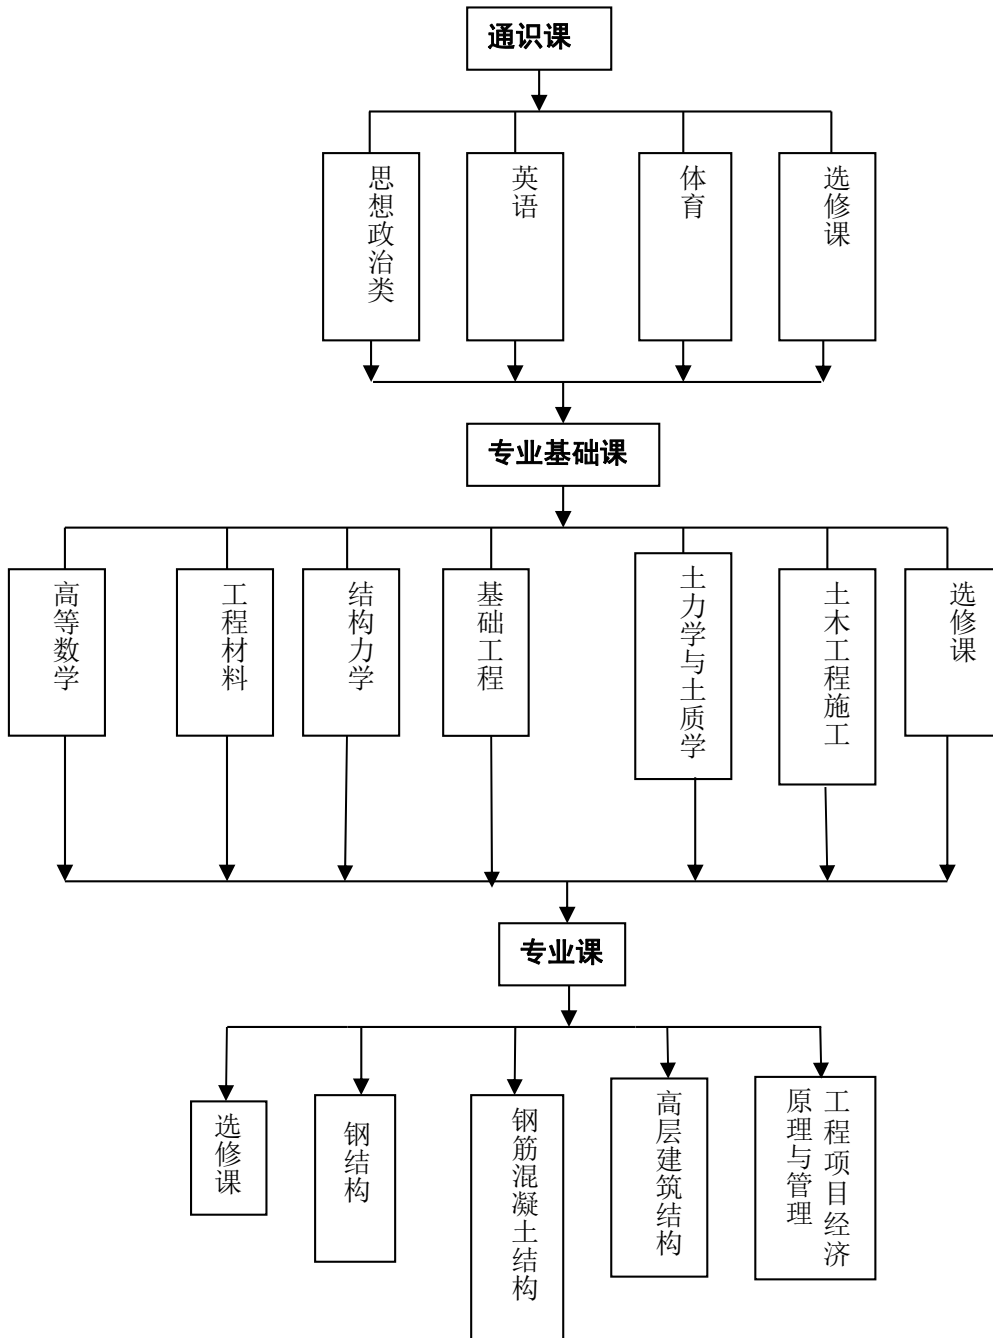 通识课
思想政治类
英语
体育
选修课
专业基础课
高等数学
工程材料
结构力学
基础工程
土力学与土质学
土木工程施工
选修课
专业课
选修课
钢结构
钢筋混凝土结构
高层建筑结构
工程项目经济
原理与管理